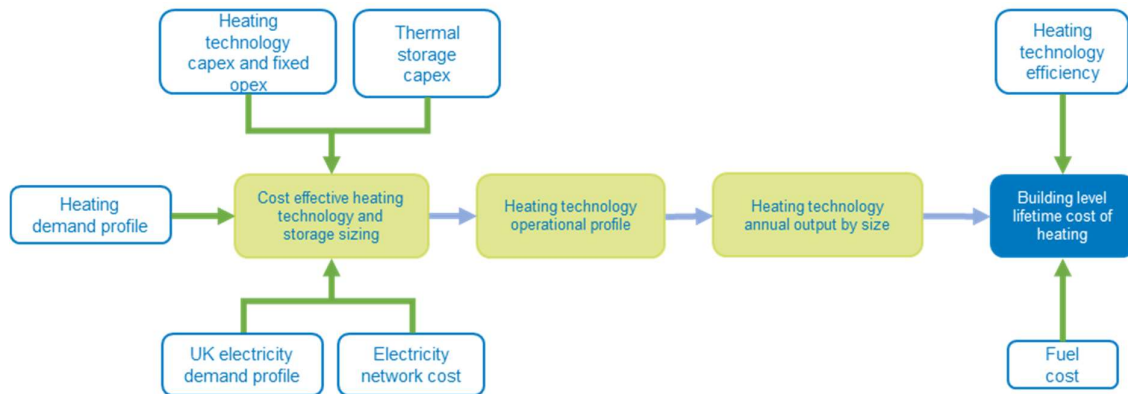 Heating
technology
capex and fixed
opex
Thermal
storage
capex
Heating
technology
efficiency
Heating
demand profile
Cost effective heating
technology and
storage sizing
Heating technology
operational profile
Heating technology
annual output by size
Building level
lifetime cost of
heating
UK electricity
demand profile
Electricity
network cost
Fuel
cost